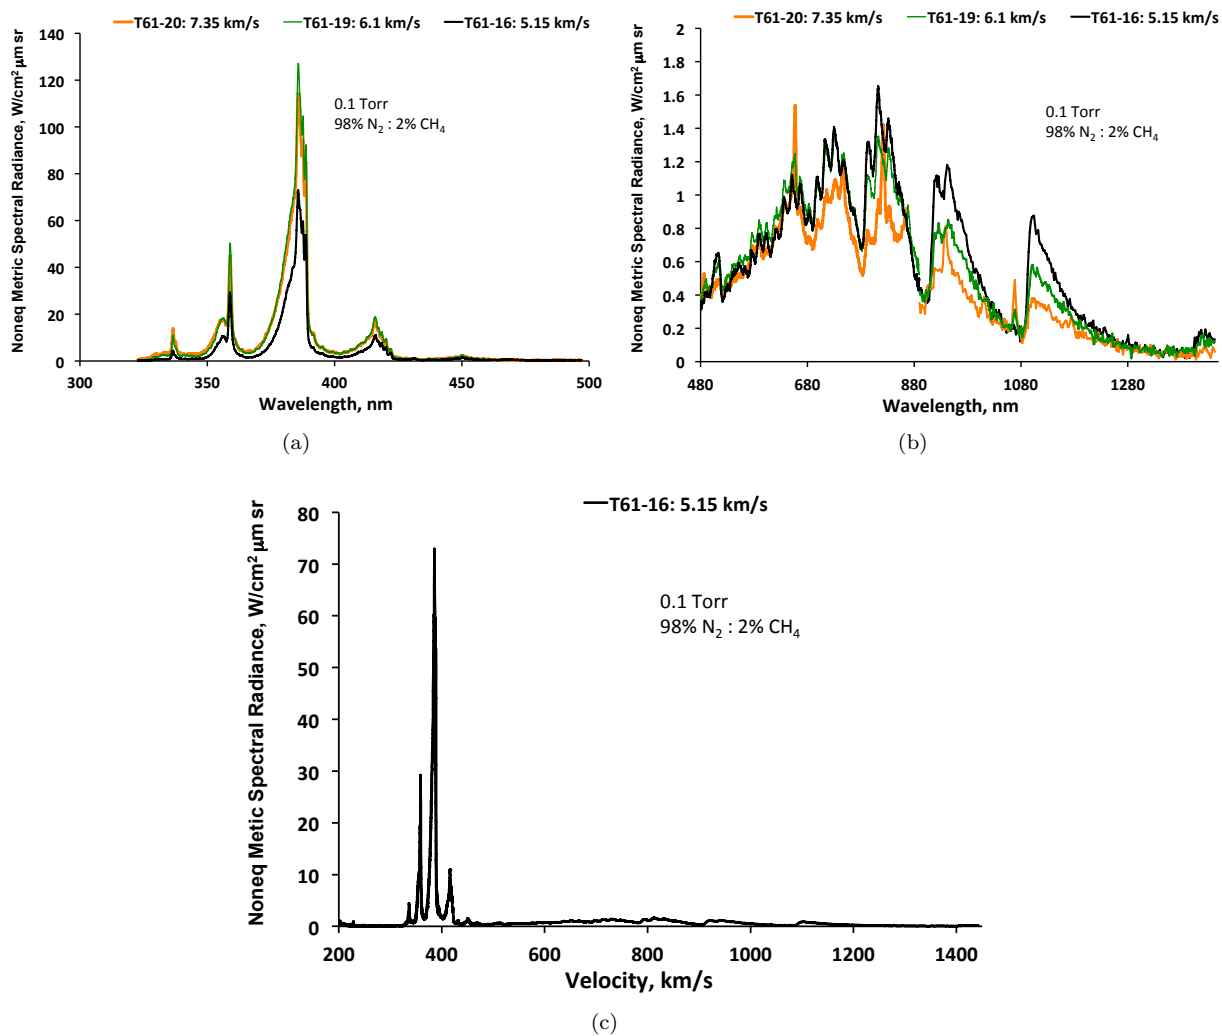 T61-20: 7.35 km/s T61-19: 6.1 km/s T61-16: 5.15 km/s
Noneq Metric Spectral Radiance, W/cm² μm sr
140
120
100
80
60
40
20
0
0.1 Torr
98% N₂ : 2% CH₄
300 350 400 450 500
Wavelength, nm
(a)
T61-20: 7.35 km/s T61-19: 6.1 km/s T61-16: 5.15 km/s
Noneq Metric Spectral Radiance, W/cm² μm sr
2
1.8
1.6
1.4
1.2
1
0.8
0.6
0.4
0.2
0
0.1 Torr
98% N₂ : 2% CH₄
480 680 880 1080 1280
Wavelength, nm
(b)
T61-16: 5.15 km/s
Noneq Metic Spectral Radiance, W/cm² μm sr
80
70
60
50
40
30
20
10
0
0.1 Torr
98% N₂ : 2% CH₄
200 400 600 800 1000 1200 1400
Velocity, km/s
(c)